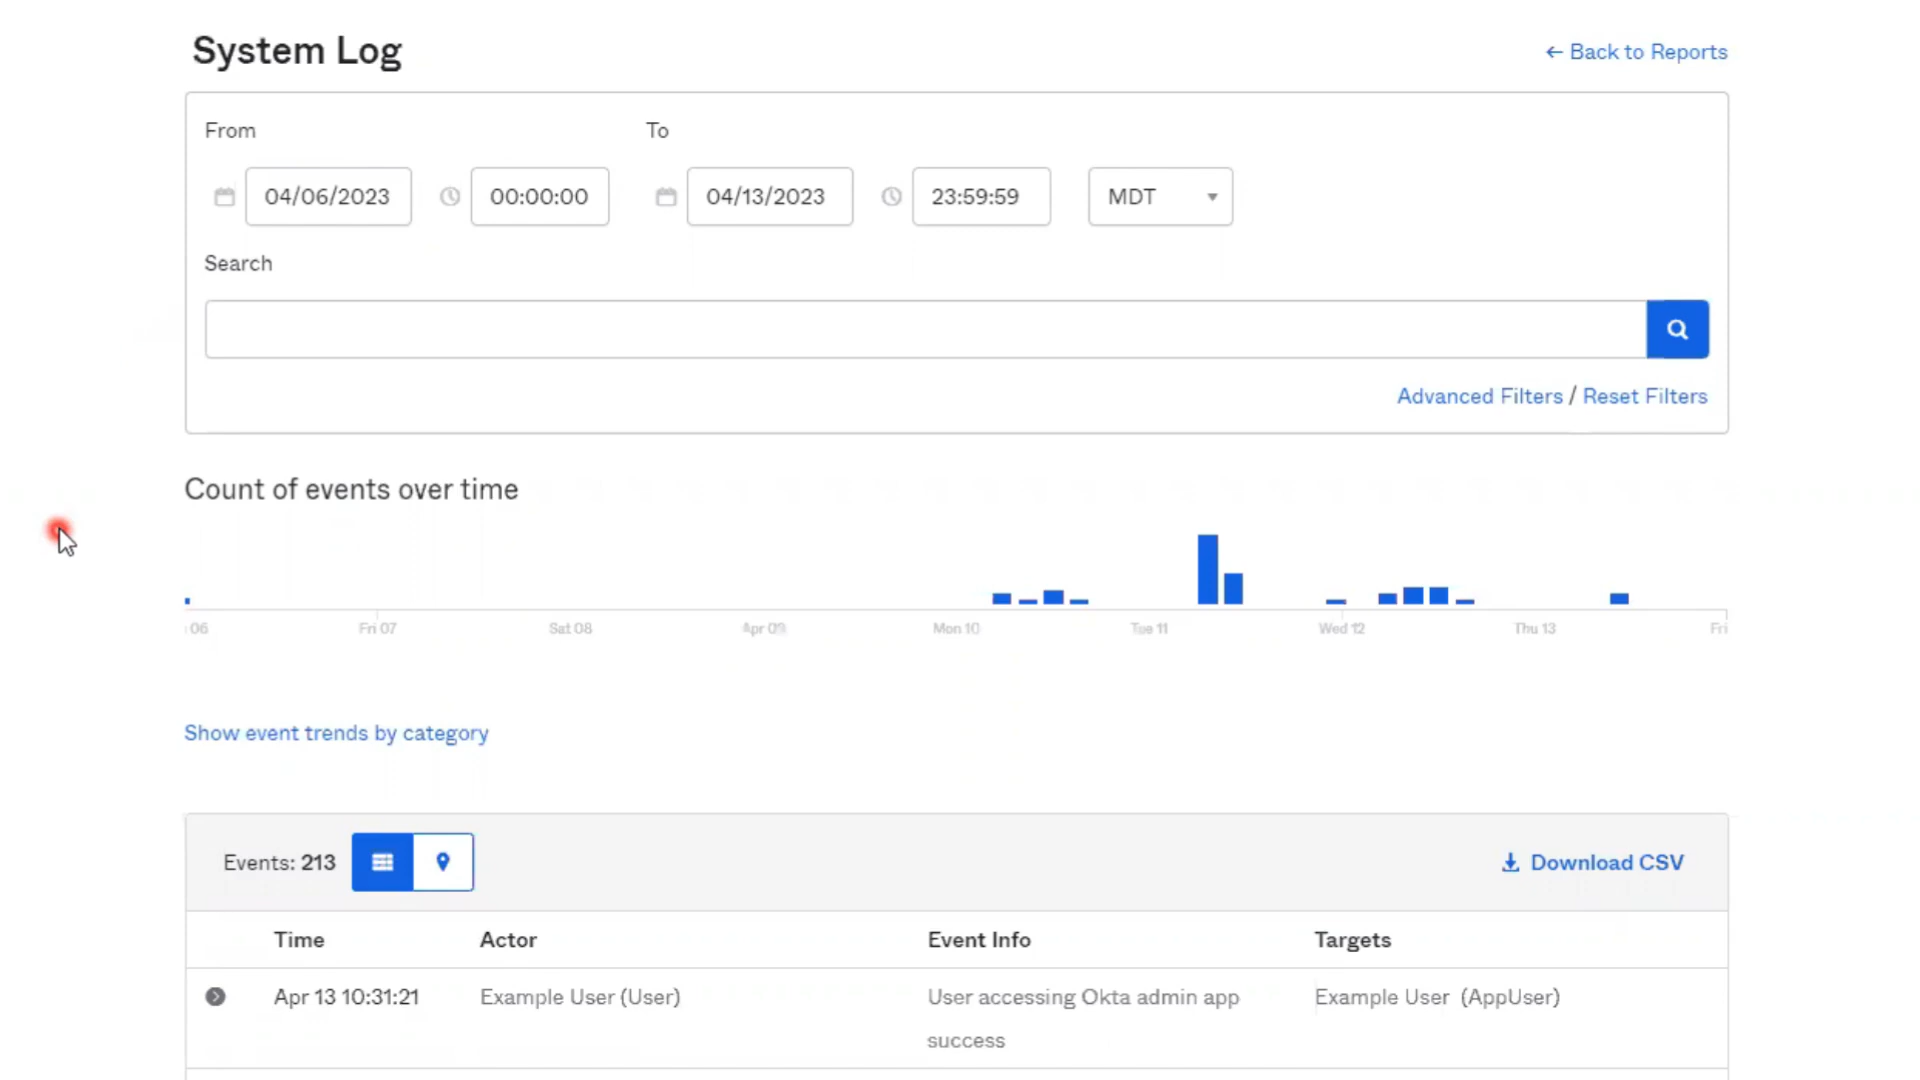 System Log
← Back to Reports
From
To
04/06/2023
00:00:00
04/13/2023
23:59:59
MDT
Search
Advanced Filters / Reset Filters
Count of events over time
06
Fri 07
Sat 08
Apr 09
Mon 10
Tue 11
Wed 12
Thu 13
Fri
Show event trends by category
Events: 213
Download CSV
Time Actor Event Info Targets
Apr 13 10:31:21 Example User (User) User accessing Okta admin app Example User (AppUser)
success